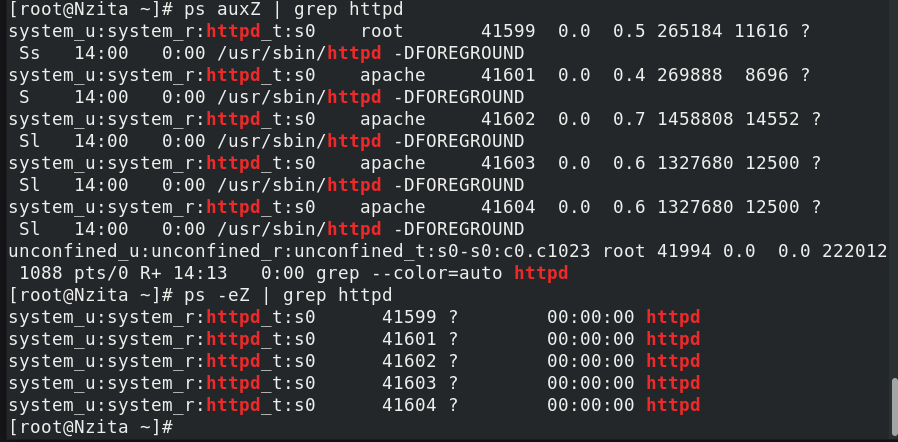 [root@Nzita ~]# ps auxZ | grep httpd
system_u:system_r:httpd_t:s0    root       41599  0.0  0.5 265184 11616 ?
 Ss   14:00   0:00 /usr/sbin/httpd -DFOREGROUND
system_u:system_r:httpd_t:s0    apache     41601  0.0  0.4 269888  8696 ?
 S    14:00   0:00 /usr/sbin/httpd -DFOREGROUND
system_u:system_r:httpd_t:s0    apache     41602  0.0  0.7 1458808 14552 ?
 Sl   14:00   0:00 /usr/sbin/httpd -DFOREGROUND
system_u:system_r:httpd_t:s0    apache     41603  0.0  0.6 1327680 12500 ?
 Sl   14:00   0:00 /usr/sbin/httpd -DFOREGROUND
system_u:system_r:httpd_t:s0    apache     41604  0.0  0.6 1327680 12500 ?
 Sl   14:00   0:00 /usr/sbin/httpd -DFOREGROUND
unconfined_u:unconfined_r:unconfined_t:s0-s0:c0.c1023 root 41994 0.0  0.0 222012
 1088 pts/0 R+ 14:13   0:00 grep --color=auto httpd
[root@Nzita ~]# ps -eZ | grep httpd
system_u:system_r:httpd_t:s0      41599 ?        00:00:00 httpd
system_u:system_r:httpd_t:s0      41601 ?        00:00:00 httpd
system_u:system_r:httpd_t:s0      41602 ?        00:00:00 httpd
system_u:system_r:httpd_t:s0      41603 ?        00:00:00 httpd
system_u:system_r:httpd_t:s0      41604 ?        00:00:00 httpd
[root@Nzita ~]#